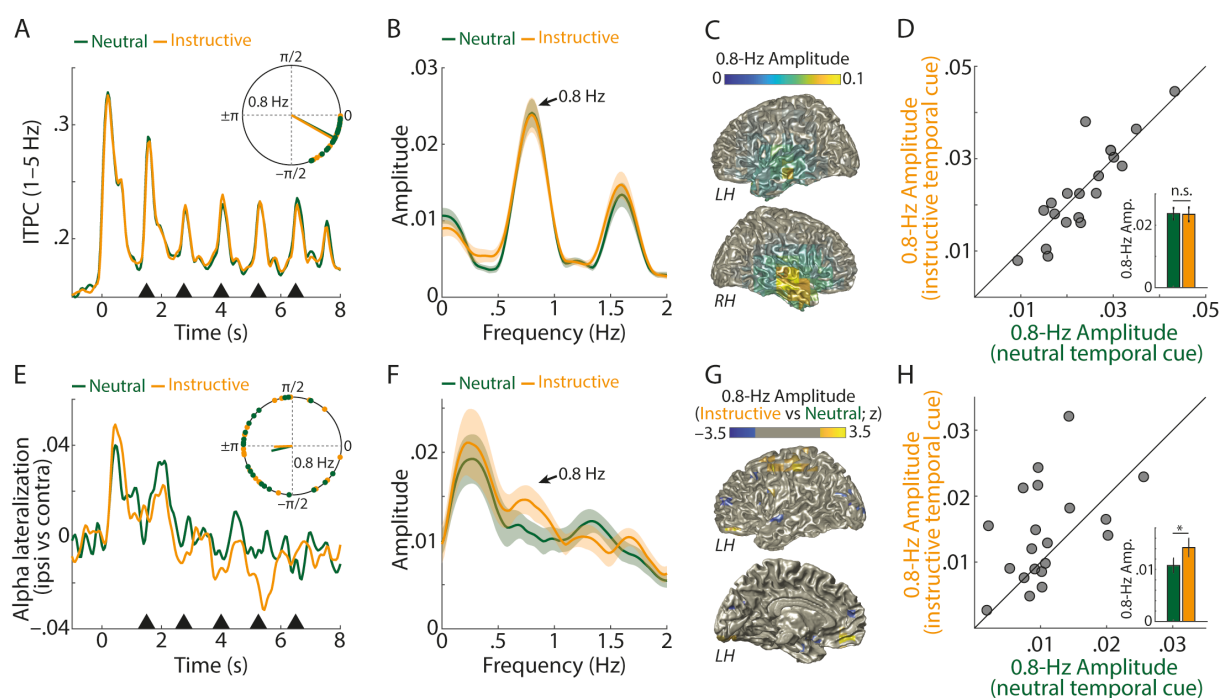 A
Neutral
Instructive
ITPC (1–5 Hz)
.3
.2
0
2
4
6
8
Time (s)
π/2
0.8 Hz
±π
0
−π/2
B
Neutral
Instructive
Amplitude
.03
.02
.01
0
0
.5
1
1.5
2
Frequency (Hz)
0.8 Hz
C
0.8-Hz Amplitude
0
0.1
LH
RH
D
0.8-Hz Amplitude
(instructive temporal cue)
.05
.04
.03
.02
.01
.01
.03
.05
0.8-Hz Amplitude
(neutral temporal cue)
n.s.
0.8-Hz Amp.
.02
0
E
Neutral
Instructive
Alpha lateralization
(ipsi vs contra)
.04
0
−.04
0
2
4
6
8
Time (s)
π/2
±π
0
0.8 Hz
−π/2
F
Neutral
Instructive
Amplitude
.02
.01
0
0
.5
1
1.5
2
Frequency (Hz)
0.8 Hz
G
0.8-Hz Amplitude
(Instructive vs Neutral; z)
−3.5
3.5
LH
LH
H
0.8-Hz Amplitude
(instructive temporal cue)
.03
.02
.01
0
.01
.02
.03
0.8-Hz Amplitude
(neutral temporal cue)
*
0.8-Hz Amp.
.01
0